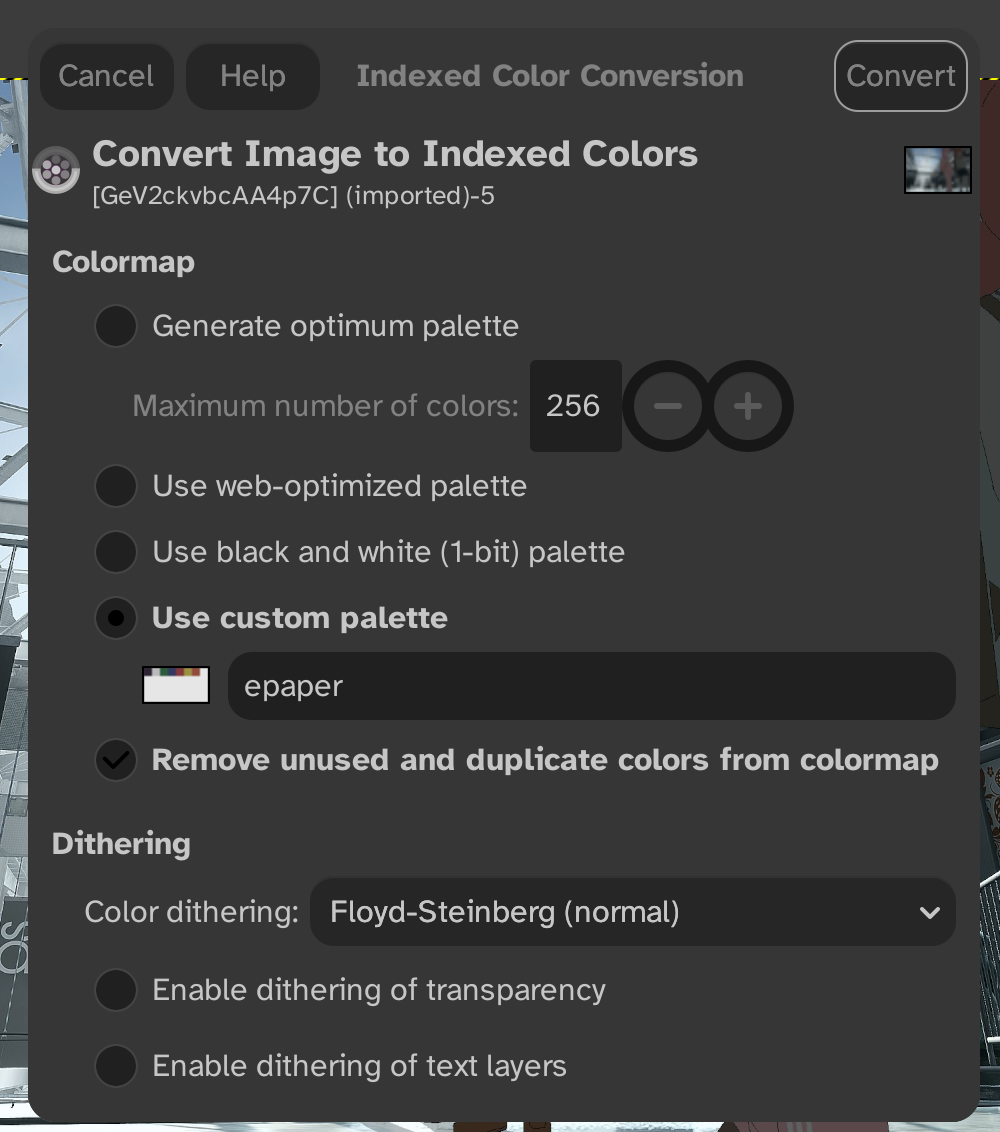 Cancel Help Indexed Color Conversion Convert
Convert Image to Indexed Colors
[GeV2ckvbcAA4p7C] (imported)-5
Colormap
Generate optimum palette
Maximum number of colors: 256
Use web-optimized palette
Use black and white (1-bit) palette
Use custom palette
epaper
Remove unused and duplicate colors from colormap
Dithering
Color dithering: Floyd-Steinberg (normal)
Enable dithering of transparency
Enable dithering of text layers